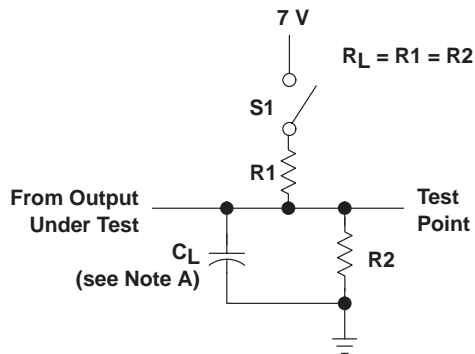 7 V
RL = R1 = R2
S1
R1
From Output
Under Test
Test
Point
CL
(see Note A)
R2